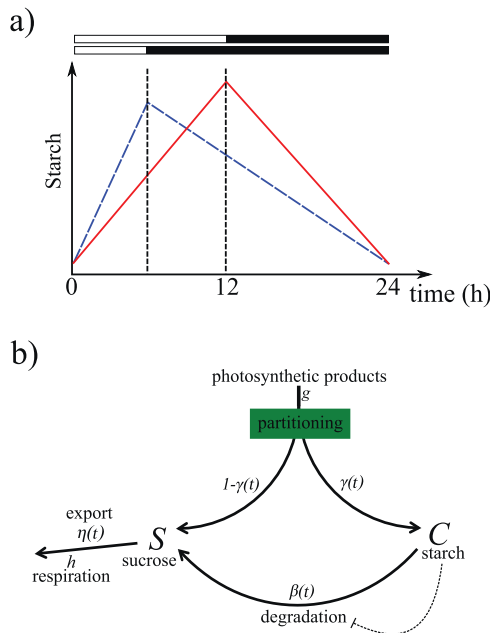 a)
Starch
0
12
24
time (h)
b)
photosynthetic products
g
partitioning
1-γ(t)
γ(t)
export
η(t)
h
respiration
S
sucrose
C
starch
β(t)
degradation